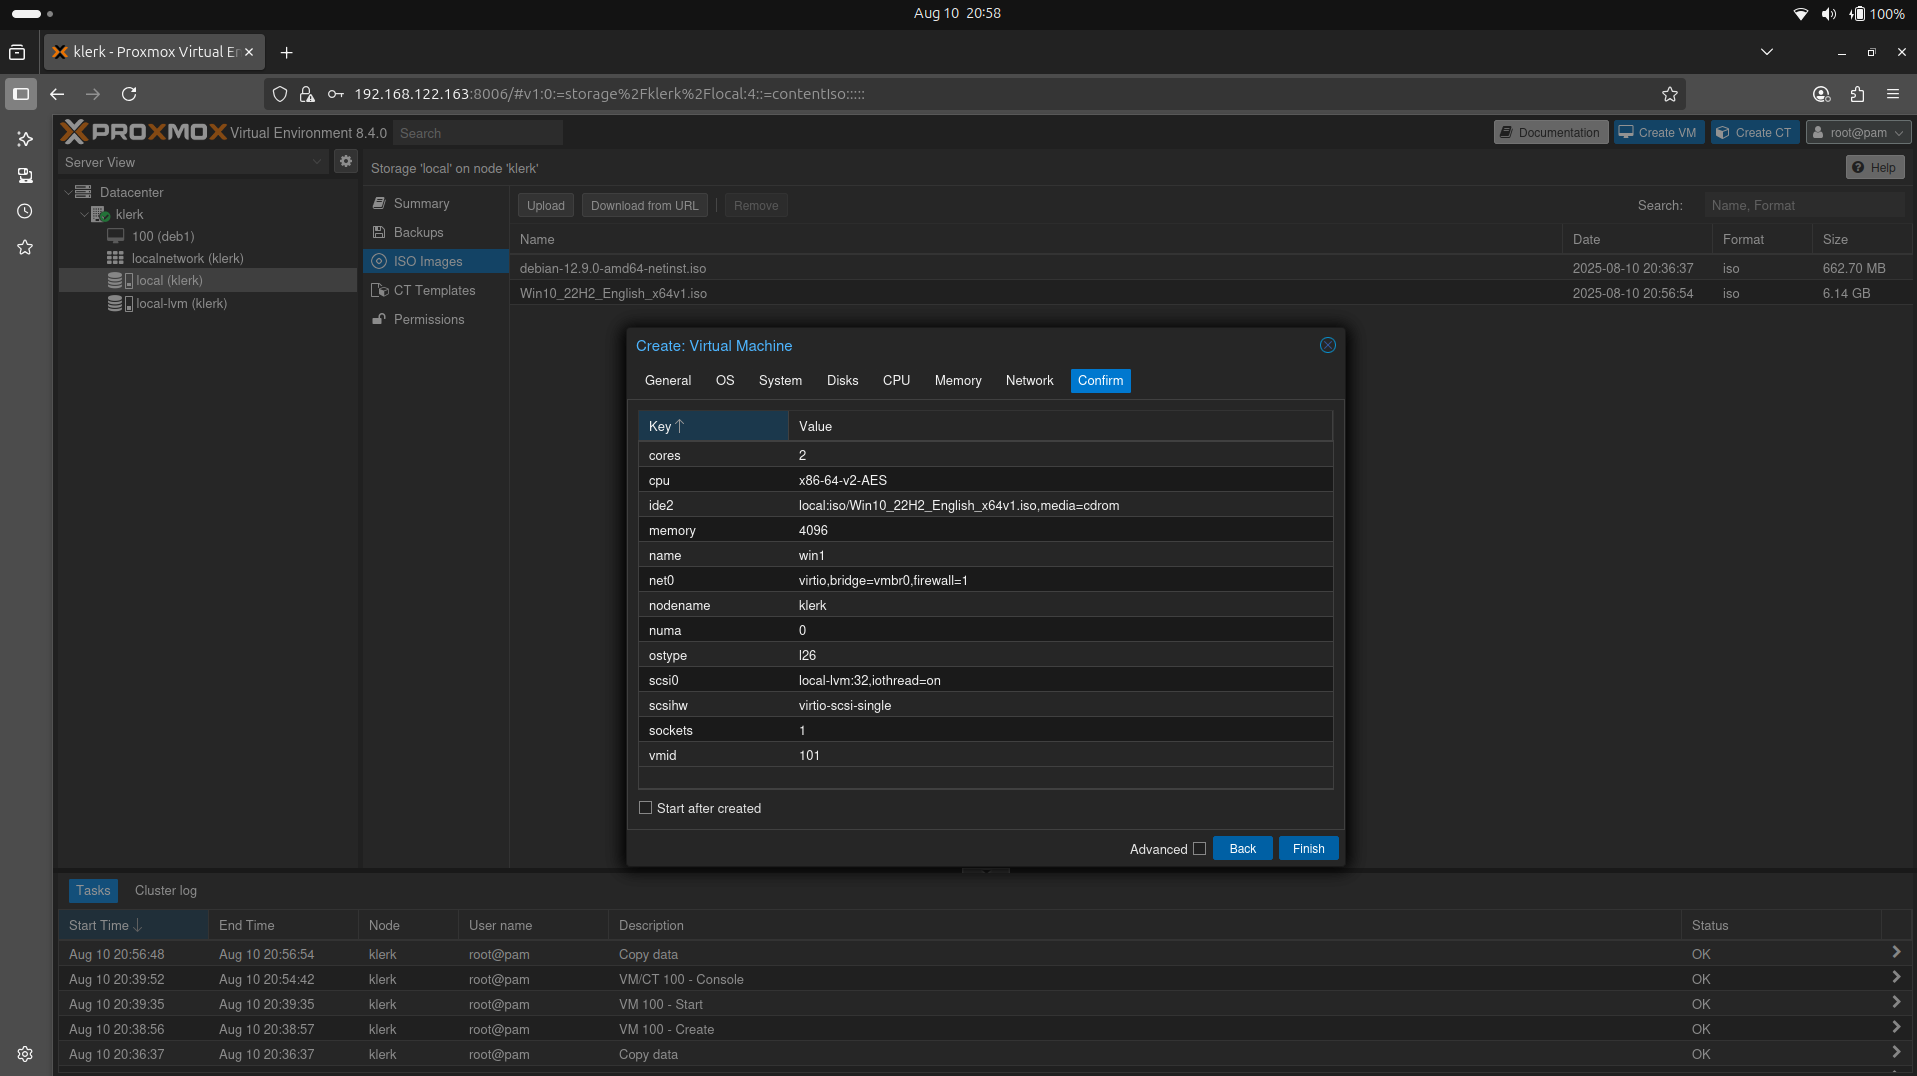 Aug 10 20:58
100%
klerk - Proxmox Virtual En
192.168.122.163:8006/#v1:0:=storage%2Fklerk%2Flocal:4::=contentIso:::::
PROXMOX Virtual Environment 8.4.0 Search
Documentation Create VM Create CT root@pam
Server View
Storage 'local' on node 'klerk'
Help
Datacenter
klerk
100 (deb1)
localnetwork (klerk)
local (klerk)
local-lvm (klerk)
Summary
Backups
ISO Images
CT Templates
Permissions
Upload Download from URL Remove Search: Name, Format
Name Date Format Size
debian-12.9.0-amd64-netinst.iso 2025-08-10 20:36:37 iso 662.70 MB
Win10_22H2_English_x64v1.iso 2025-08-10 20:56:54 iso 6.14 GB
Create: Virtual Machine
General OS System Disks CPU Memory Network Confirm
Key Value
cores 2
cpu x86-64-v2-AES
ide2 local:iso/Win10_22H2_English_x64v1.iso,media=cdrom
memory 4096
name win1
net0 virtio,bridge=vmbr0,firewall=1
nodename klerk
numa 0
ostype l26
scsi0 local-lvm:32,iothread=on
scsihw virtio-scsi-single
sockets 1
vmid 101
Start after created
Advanced Back Finish
Tasks Cluster log
Start Time End Time Node User name Description Status
Aug 10 20:56:48 Aug 10 20:56:54 klerk root@pam Copy data OK
Aug 10 20:39:52 Aug 10 20:54:42 klerk root@pam VM/CT 100 - Console OK
Aug 10 20:39:35 Aug 10 20:39:35 klerk root@pam VM 100 - Start OK
Aug 10 20:38:56 Aug 10 20:38:57 klerk root@pam VM 100 - Create OK
Aug 10 20:36:37 Aug 10 20:36:37 klerk root@pam Copy data OK